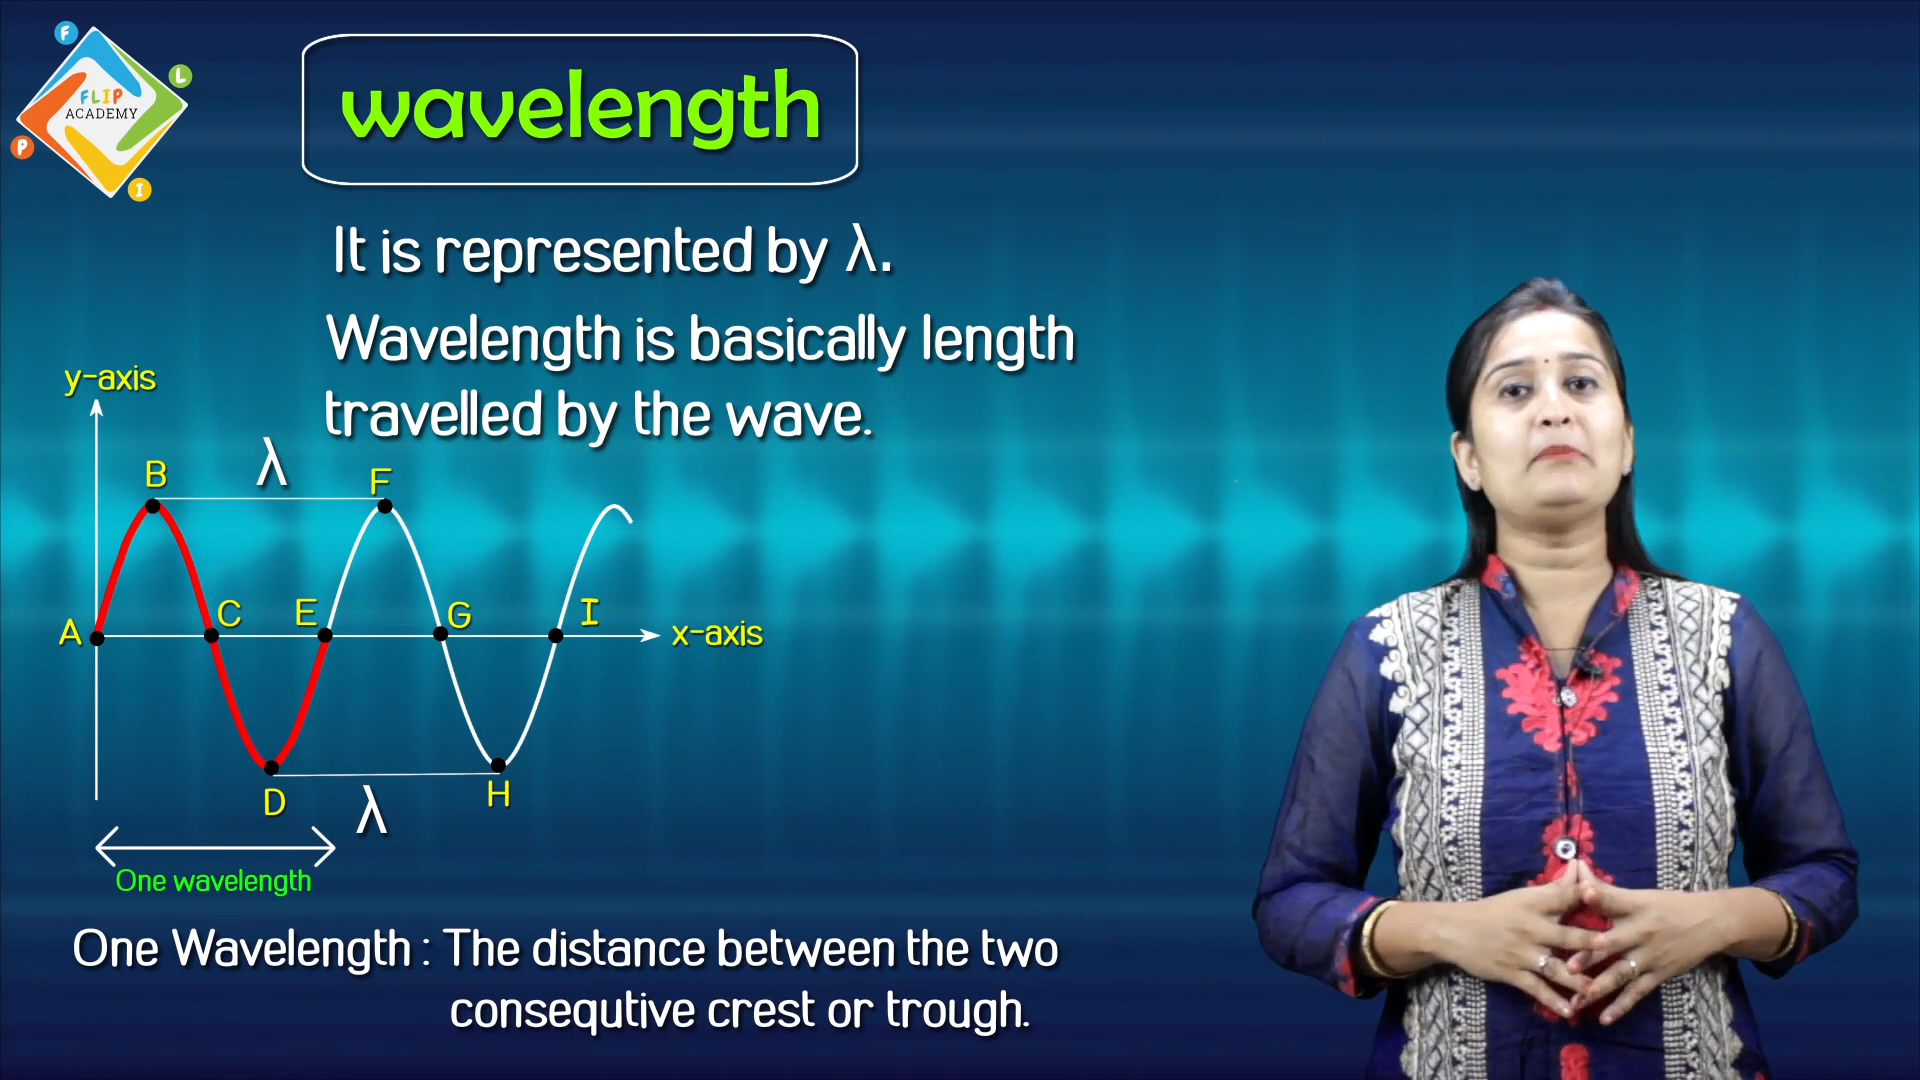 F
L
FLIP
ACADEMY
P
I
wavelength
It is represented by λ.
Wavelength is basically length
travelled by the wave.
y-axis
λ
B
F
A
C
E
G
I
x-axis
D
λ
H
One wavelength
One Wavelength : The distance between the two
consequtive crest or trough.